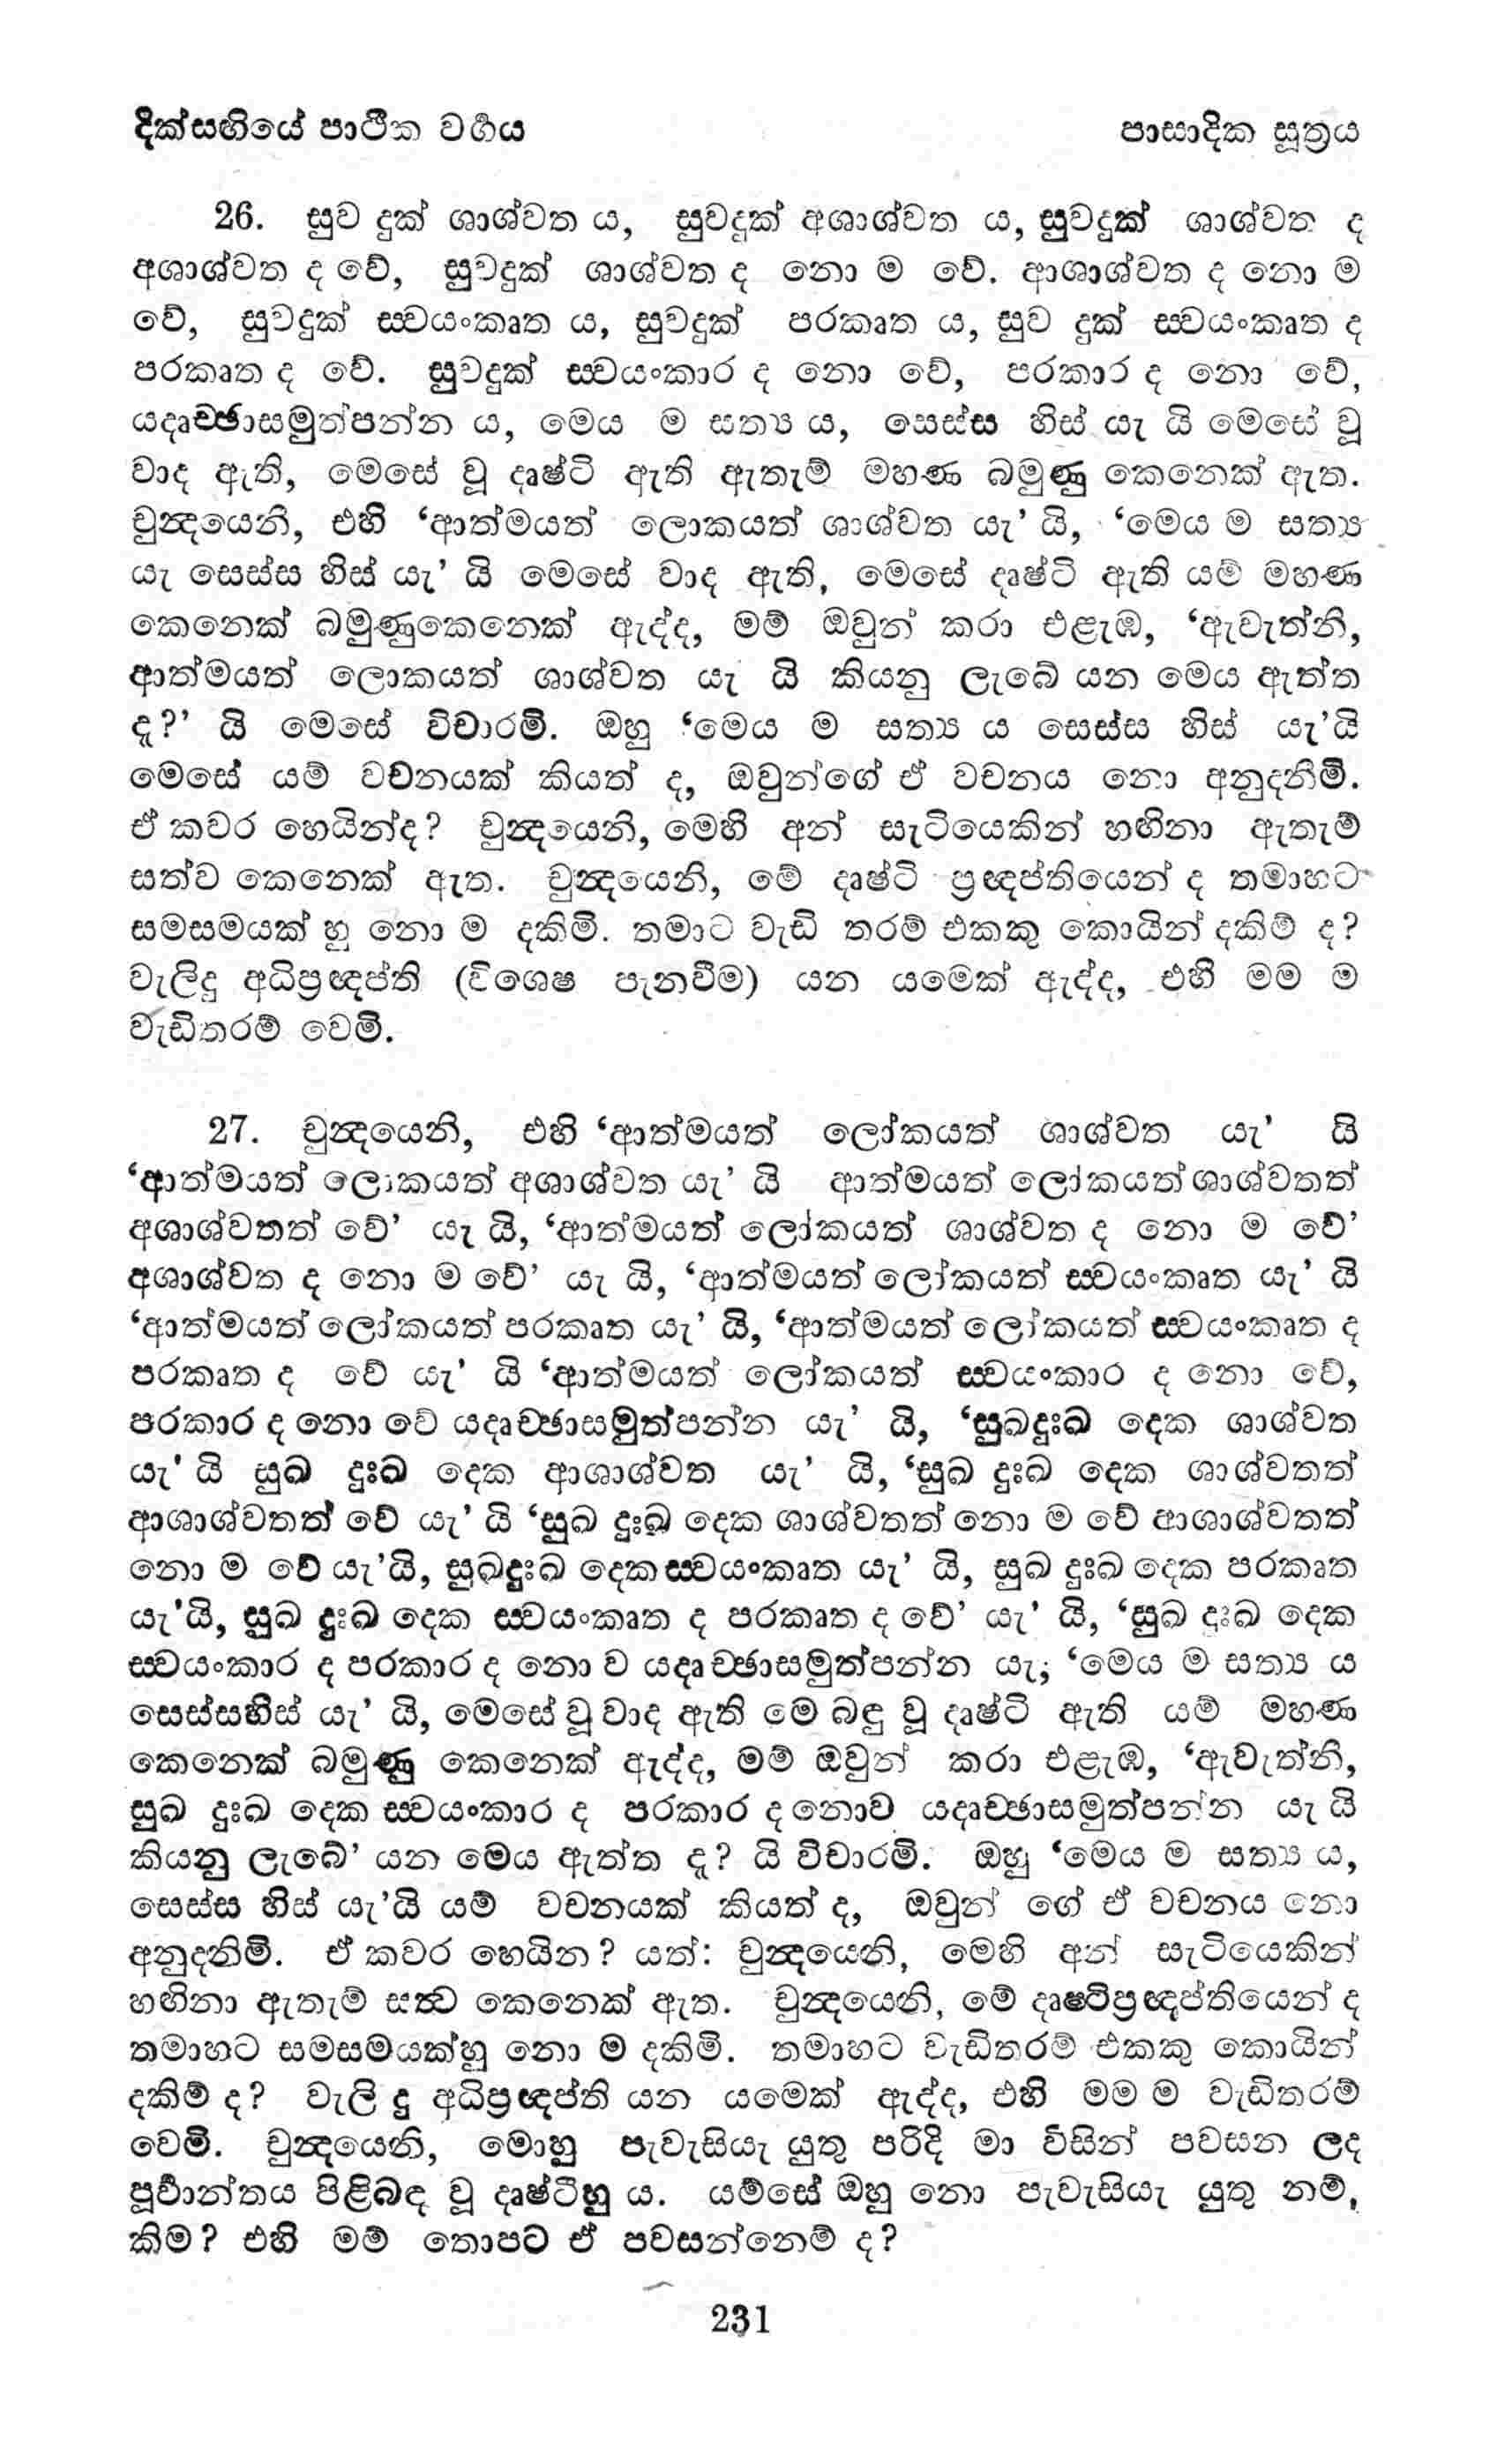 දික්සඟියේ පාථික වර්‍ගය
පාසාදික සූත්‍රය
26. සුව දුක් ශාශ්වත ය, සුවදුක් අශාශ්වත ය, සුවදුක් ශාශ්වත ද
අශාශ්වත ද වේ, සුවදුක් ශාශ්වත ද නො ම වේ. ආශාශ්වත ද නො ම
වේ, සුවදුක් ස්‍වයංකෘත ය, සුවදුක් පරකෘත ය, සුව දුක් ස්‍වයංකෘත ද
පරකෘත ද වේ. සුවදුක් ස්‍වයංකාර ද නො වේ, පරකාර ද නො වේ,
යදෘච්ඡාසමුත්පන්න ය, මෙය ම සත්‍ය ය, සෙස්ස හිස් යැ යි මෙසේ වූ
වාද ඇති, මෙසේ වූ දෘෂ්ටි ඇති ඇතැම් මහණ බමුණු කෙනෙක් ඇත.
චුන්‍දයෙනි, එහි ‘ආත්මයත් ලොකයත් ශාශ්වත යැ’ යි, ‘මෙය ම සත්‍ය
යැ සෙස්ස හිස් යැ’ යි මෙසේ වාද ඇති, මෙසේ දෘෂ්ටි ඇති යම් මහණ
කෙනෙක් බමුණුකෙනෙක් ඇද්ද, මම් ඔවුන් කරා එළැඹ, ‘ඇවැත්නි,
ආත්මයත් ලොකයත් ශාශ්වත යැ යි කියනු ලැබේ යන මෙය ඇත්ත
දැ?’ යි මෙසේ විචාරමි. ඔහු ‘මෙය ම සත්‍ය ය සෙස්ස හිස් යැ’යි
මෙසේ යම් වචනයක් කියත් ද, ඔවුන්ගේ ඒ වචනය නො අනුදනිමි.
ඒ කවර හෙයින්ද? චුන්‍දයෙනි, මෙහි අන් සැටියෙකින් හඟිනා ඇතැම්
සත්ව කෙනෙක් ඇත. චුන්‍දයෙනි, මේ දෘෂ්ටි ප්‍රඥප්තියෙන් ද තමාහට
සමසමයක් හු නො ම දකිමි. තමාට වැඩි තරම් එකකු කොයින් දකිම් ද?
වැලිදු අධිප්‍රඥප්ති (විශෙෂ පැනවීම) යන යමෙක් ඇද්ද, එහි මම ම
වැඩිතරම් වෙමි.
27. චුන්‍දයෙනි, එහි ‘ආත්මයත් ලෝකයත් ශාශ්වත යැ’ යි
‘ආත්මයත් ලොකයත් අශාශ්වත යැ’ යි ආත්මයත් ලෝකයත් ශාශ්වතත්
අශාශ්වතත් වේ’ යැ යි, ‘ආත්මයත් ලෝකයත් ශාශ්වත ද නො ම වේ’
අශාශ්වත ද නො ම වේ’ යැ යි, ‘ආත්මයත් ලෝකයත් ස්‍වයංකෘත යැ’ යි
‘ආත්මයත් ලෝකයත් පරකෘත යැ’ යි, ‘ආත්මයත් ලෝකයත් ස්‍වයංකෘත ද
පරකෘත ද වේ යැ’ යි ‘ආත්මයත් ලෝකයත් ස්‍වයංකාර ද නො වේ,
පරකාර ද නො වේ යදෘච්ඡාසමුත්පන්න යැ’ යි, ‘සුඛදුඃඛ දෙක ශාශ්වත
යැ’ යි සුඛ දුඃඛ දෙක ආශාශ්වත යැ’ යි, ‘සුඛ දුඃඛ දෙක ශාශ්වතත්
ආශාශ්වතත් වේ යැ’ යි ‘සුඛ දුඃඛ දෙක ශාශ්වතත් නො ම වේ ආශාශ්වතත්
නො ම වේ යැ’යි, සුඛදුඃඛ දෙක ස්‍වයංකෘත යැ’ යි, සුඛ දුඃඛ දෙක පරකෘත
යැ’යි, සුඛ දුඃඛ දෙක ස්‍වයංකෘත ද පරකෘත ද වේ’ යැ’ යි, ‘සුඛ දුඃඛ දෙක
ස්‍වයංකාර ද පරකාර ද නො ව යදෘච්ඡාසමුත්පන්න යැ; ‘මෙය ම සත්‍ය ය
සෙස්සහිස් යැ’ යි, මෙසේ වූ වාද ඇති මෙ බඳු වූ දෘෂ්ටි ඇති යම් මහණ
කෙනෙක් බමුණු කෙනෙක් ඇද්ද, මම් ඔවුන් කරා එළැඹ, ‘ඇවැත්නි,
සුඛ දුඃඛ දෙක ස්‍වයංකාර ද පරකාර ද නොව යදෘච්ඡාසමුත්පන්න යැ යි
කියනු ලැබේ’ යන මෙය ඇත්ත දැ? යි විචාරමි. ඔහු ‘මෙය ම සත්‍ය ය,
සෙස්ස හිස් යැ’යි යම් වචනයක් කියත් ද, ඔවුන් ගේ ඒ වචනය නො
අනුදනිමි. ඒ කවර හෙයින? යත්: චුන්‍දයෙනි, මෙහි අන් සැටියෙකින්
හඟිනා ඇතැම් සත්‍ව කෙනෙක් ඇත. චුන්‍දයෙනි, මේ දෘෂ්ටිප්‍රඥප්තියෙන් ද
තමාහට සමසමයක්හු නො ම දකිමි. තමාහට වැඩිතරම් එකකු කොයින්
දකිම් ද? වැලි දු අධිප්‍රඥප්ති යන යමෙක් ඇද්ද, එහි මම ම වැඩිතරම්
වෙමි. චුන්‍දයෙනි, මොහු පැවැසියැ යුතු පරිදි මා විසින් පවසන ලද
පූර්‍වාන්තය පිළිබඳ වූ දෘෂ්ටිහු ය. යම්සේ ඔහු නො පැවැසියැ යුතු නම්,
කිම? එහි මම් තොපට ඒ පවසන්නෙම් ද?
231